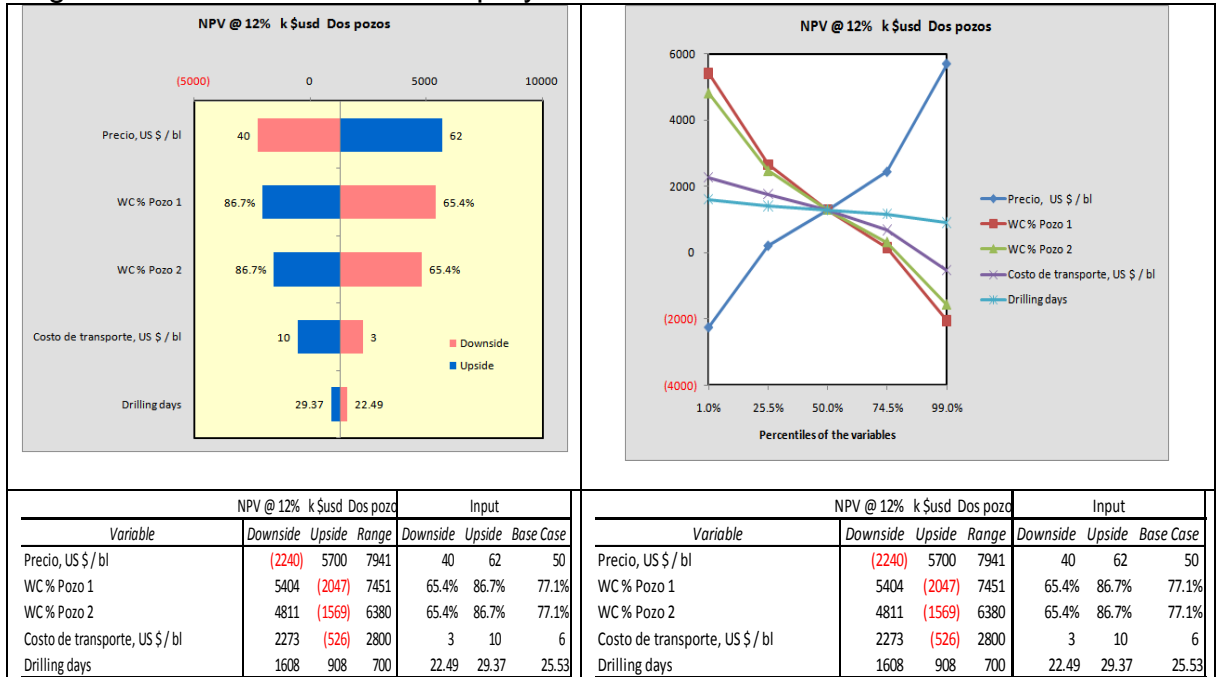 NPV @ 12% k $usd Dos pozos
(5000) 0 5000 10000
Precio, US $ / bl 40 62
WC % Pozo 1 86.7% 65.4%
WC % Pozo 2 86.7% 65.4%
Costo de transporte, US $ / bl 10 3
Downside
Upside
Drilling days 29.37 22.49
NPV @ 12% k $usd Dos pozos
6000
4000
2000
0
(2000)
(4000)
1.0% 25.5% 50.0% 74.5% 99.0%
Percentiles of the variables
Precio, US $ / bl
WC % Pozo 1
WC % Pozo 2
Costo de transporte, US $ / bl
Drilling days
NPV @ 12% k $usd Dos pozo Input
Variable Downside Upside Range Downside Upside Base Case
Precio, US $ / bl (2240) 5700 7941 40 62 50
WC % Pozo 1 5404 (2047) 7451 65.4% 86.7% 77.1%
WC % Pozo 2 4811 (1569) 6380 65.4% 86.7% 77.1%
Costo de transporte, US $ / bl 2273 (526) 2800 3 10 6
Drilling days 1608 908 700 22.49 29.37 25.53
NPV @ 12% k $usd Dos pozo Input
Variable Downside Upside Range Downside Upside Base Case
Precio, US $ / bl (2240) 5700 7941 40 62 50
WC % Pozo 1 5404 (2047) 7451 65.4% 86.7% 77.1%
WC % Pozo 2 4811 (1569) 6380 65.4% 86.7% 77.1%
Costo de transporte, US $ / bl 2273 (526) 2800 3 10 6
Drilling days 1608 908 700 22.49 29.37 25.53